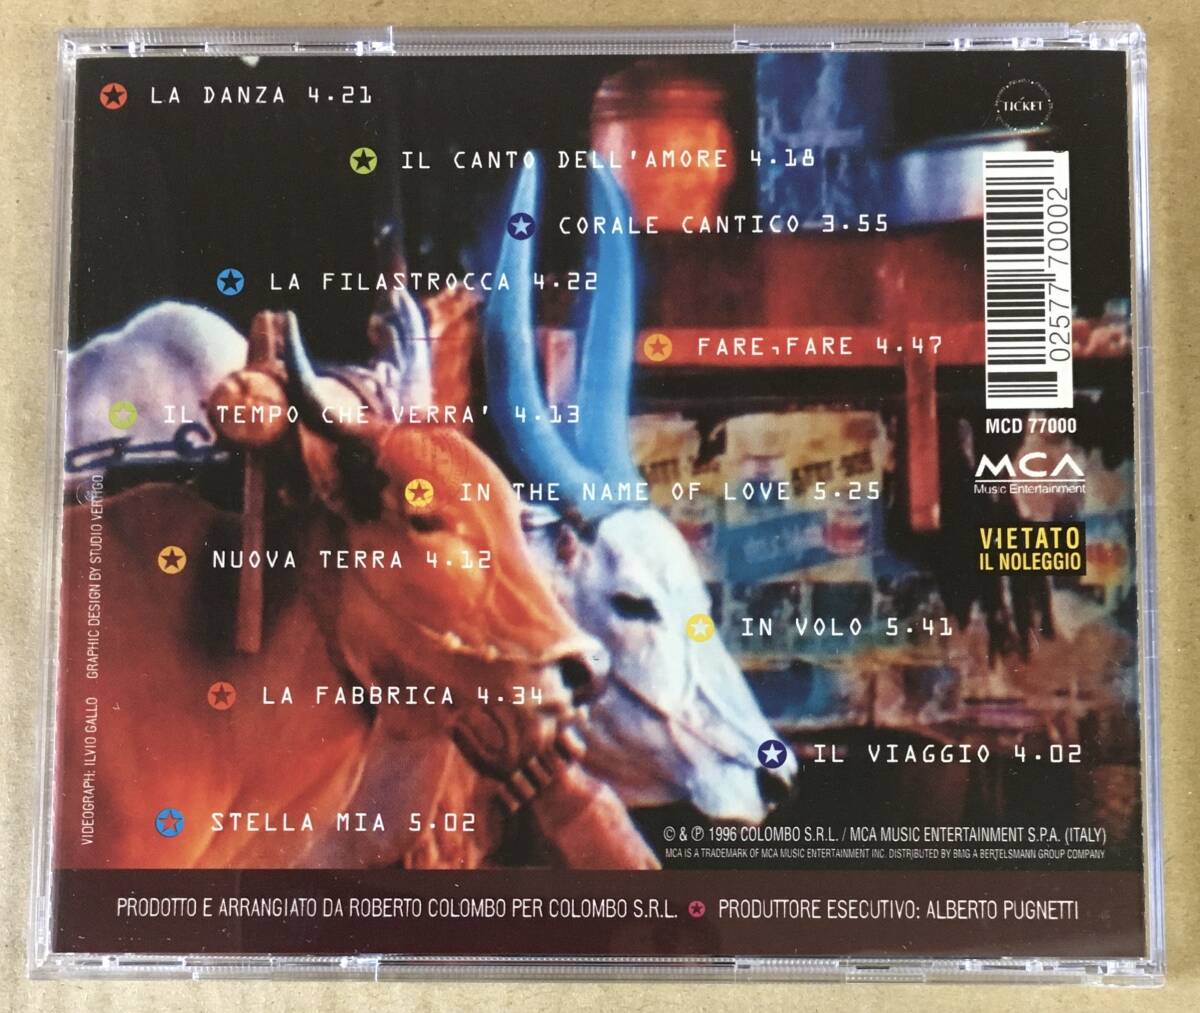 LA DANZA 4.21
IL CANTO DELL'AMORE 4.18
CORALE CANTICO 3.55
LA FILASTROCCA 4.22
FARE, FARE 4.47
IL TEMPO CHE VERRA' 4.13
IN THE NAME OF LOVE 5.25
NUOVA TERRA 4.12
IN VOLO 5.41
LA FABBRICA 4.34
IL VIAGGIO 4.02
STELLA MIA 5.02
TICKET
02577 70002
MCD 77000
MCA
Music Entertainment
VIETATO
IL NOLEGGIO
VIDEOGRAPH: ILVIO GALLO GRAPHIC DESIGN BY STUDIO VERTIGO
© & ℗ 1996 COLOMBO S.R.L. / MCA MUSIC ENTERTAINMENT S.P.A. (ITALY)
MCA IS A TRADEMARK OF MCA MUSIC ENTERTAINMENT INC. DISTRIBUTED BY BMG A BERTELSMANN GROUP COMPANY
PRODOTTO E ARRANGIATO DA ROBERTO COLOMBO PER COLOMBO S.R.L. ✪ PRODUTTORE ESECUTIVO: ALBERTO PUGNETTI